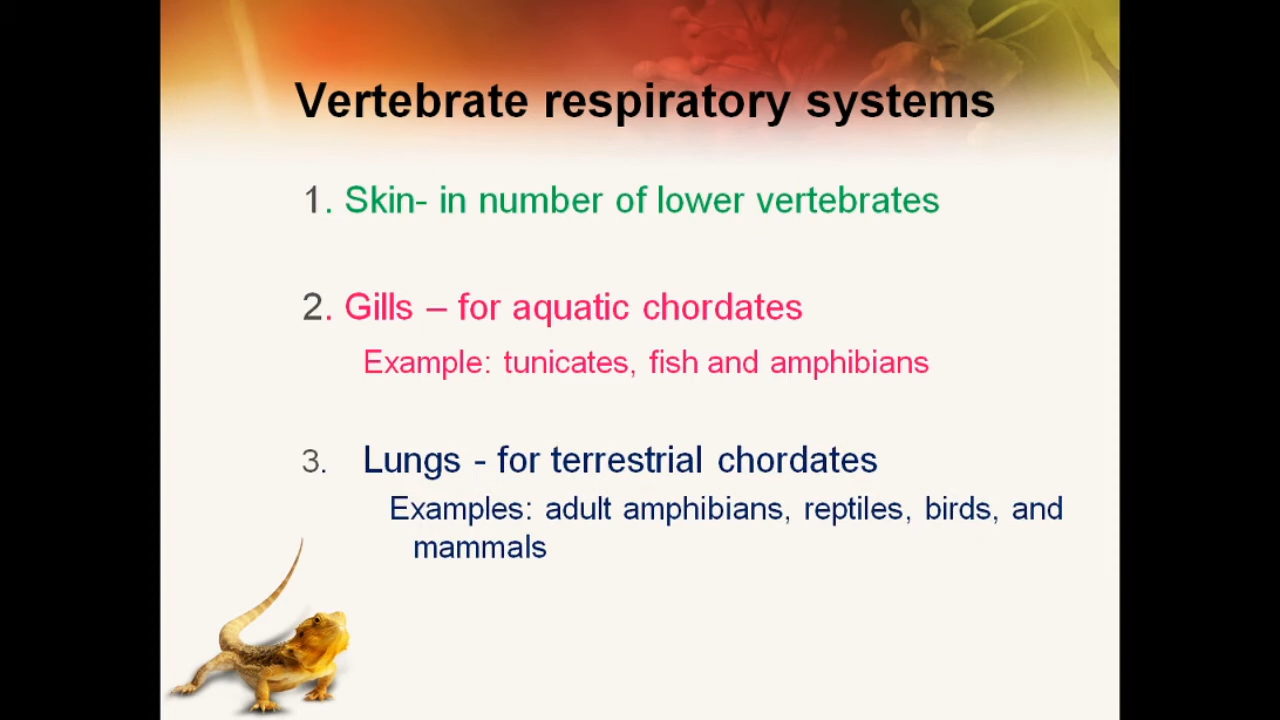 Vertebrate respiratory systems
1. Skin- in number of lower vertebrates
2. Gills – for aquatic chordates
Example: tunicates, fish and amphibians
3. Lungs - for terrestrial chordates
Examples: adult amphibians, reptiles, birds, and
mammals